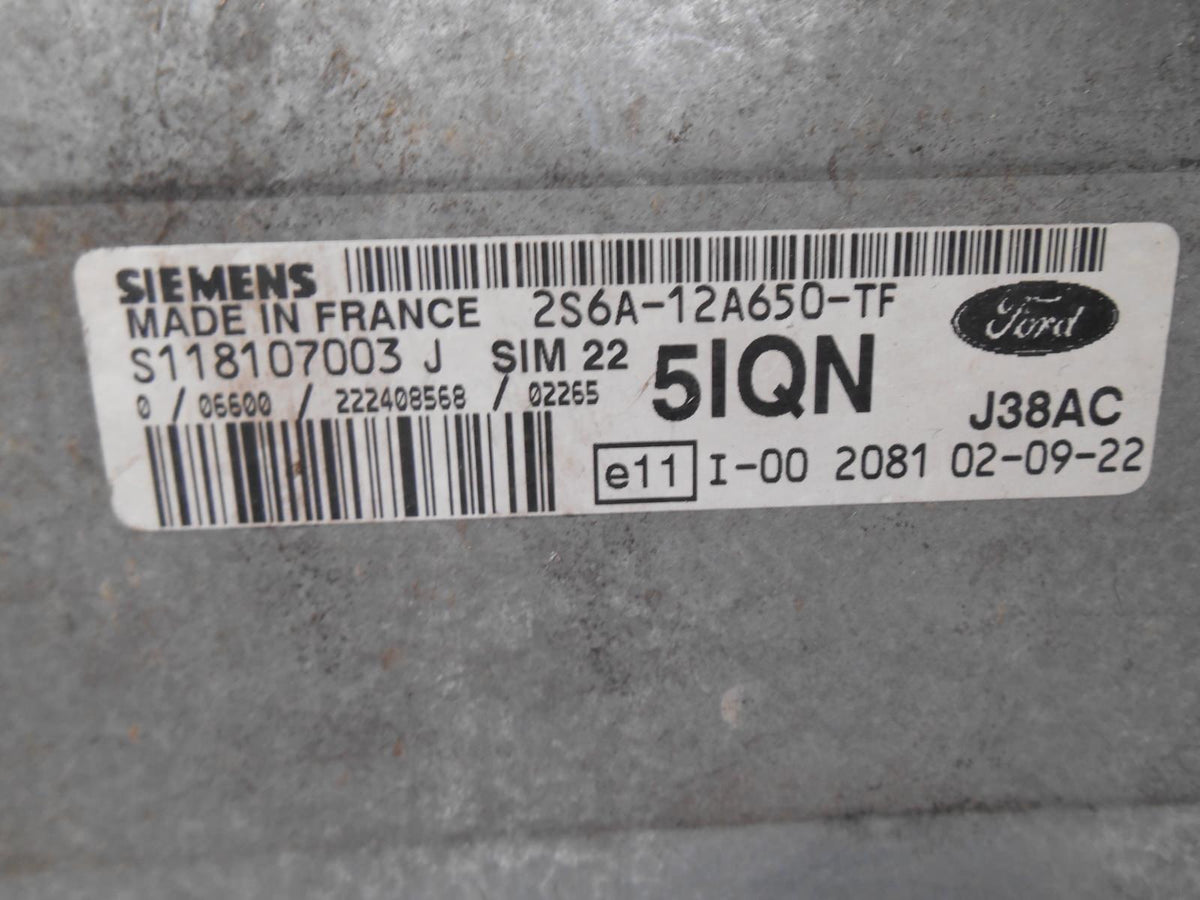 SIEMENS
MADE IN FRANCE 2S6A-12A650-TF
Ford
S118107003 J SIM 22 5IQN
0 / 06600 / 222408568 / 02265
J38AC
e11 I-00 2081 02-09-22